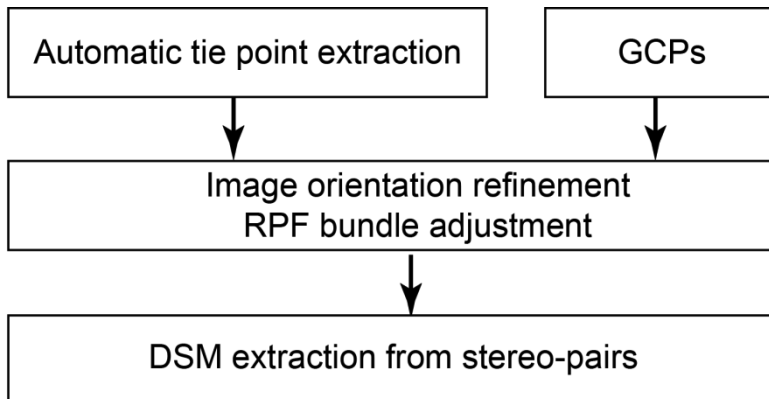 Automatic tie point extraction
GCPs
Image orientation refinement
RPF bundle adjustment
DSM extraction from stereo-pairs